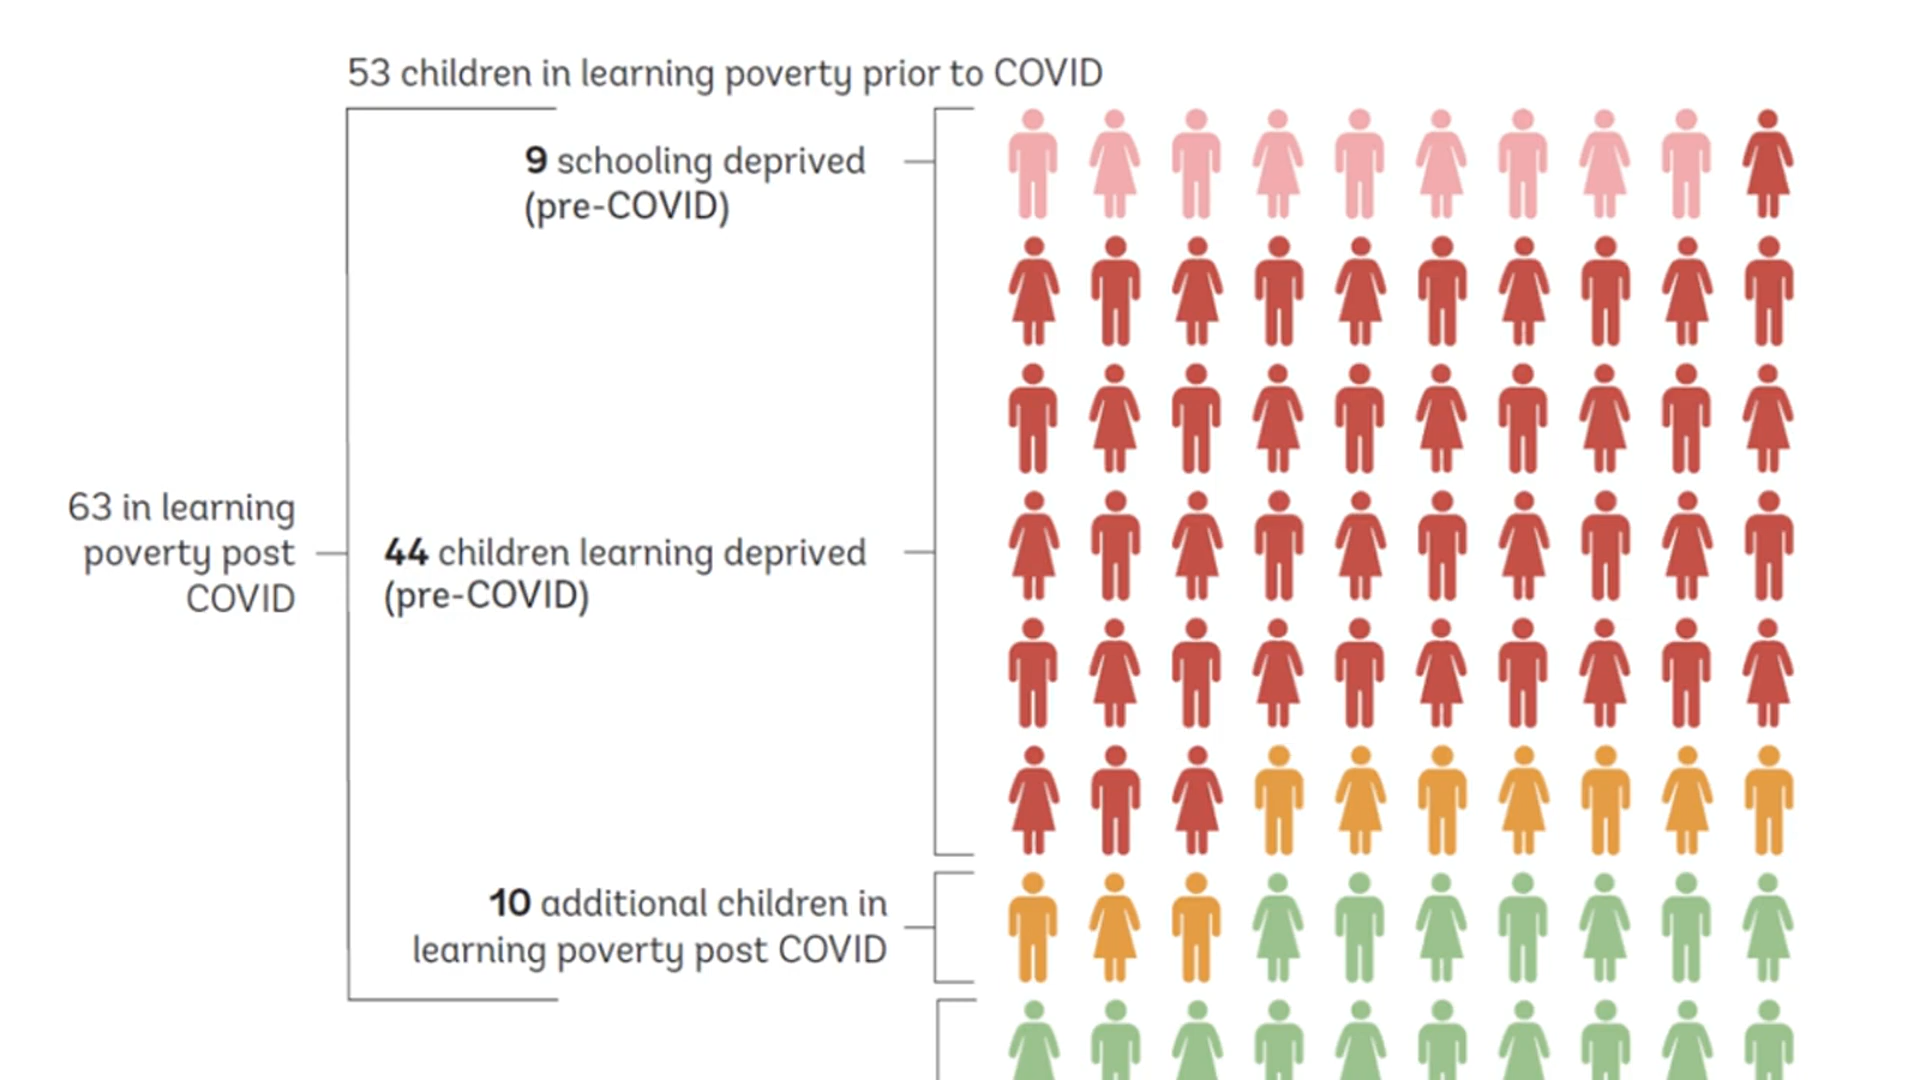 53 children in learning poverty prior to COVID
9 schooling deprived
(pre-COVID)
63 in learning
poverty post
COVID
44 children learning deprived
(pre-COVID)
10 additional children in
learning poverty post COVID